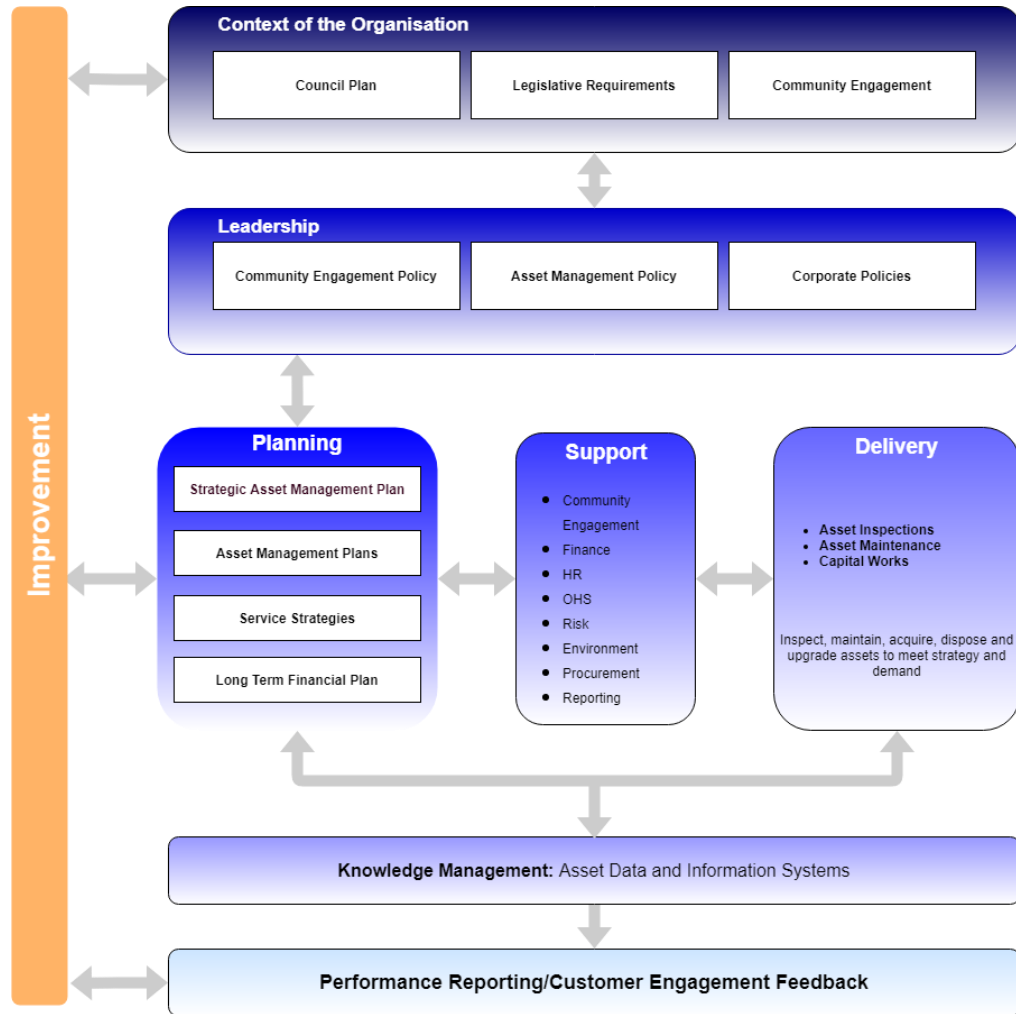 Improvement
Context of the Organisation
Council Plan
Legislative Requirements
Community Engagement
Leadership
Community Engagement Policy
Asset Management Policy
Corporate Policies
Planning
Strategic Asset Management Plan
Asset Management Plans
Service Strategies
Long Term Financial Plan
Support
Community
Engagement
Finance
HR
OHS
Risk
Environment
Procurement
Reporting
Delivery
Asset Inspections
Asset Maintenance
Capital Works
Inspect, maintain, acquire, dispose and
upgrade assets to meet strategy and
demand
Knowledge Management: Asset Data and Information Systems
Performance Reporting/Customer Engagement Feedback